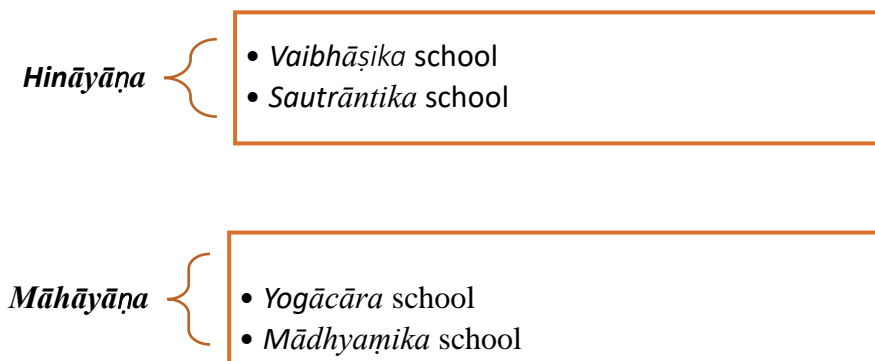 Hināyāṇa
• Vaibhāṣika school
• Sautrāntika school
Māhāyāṇa
• Yogācāra school
• Mādhyaṃika school